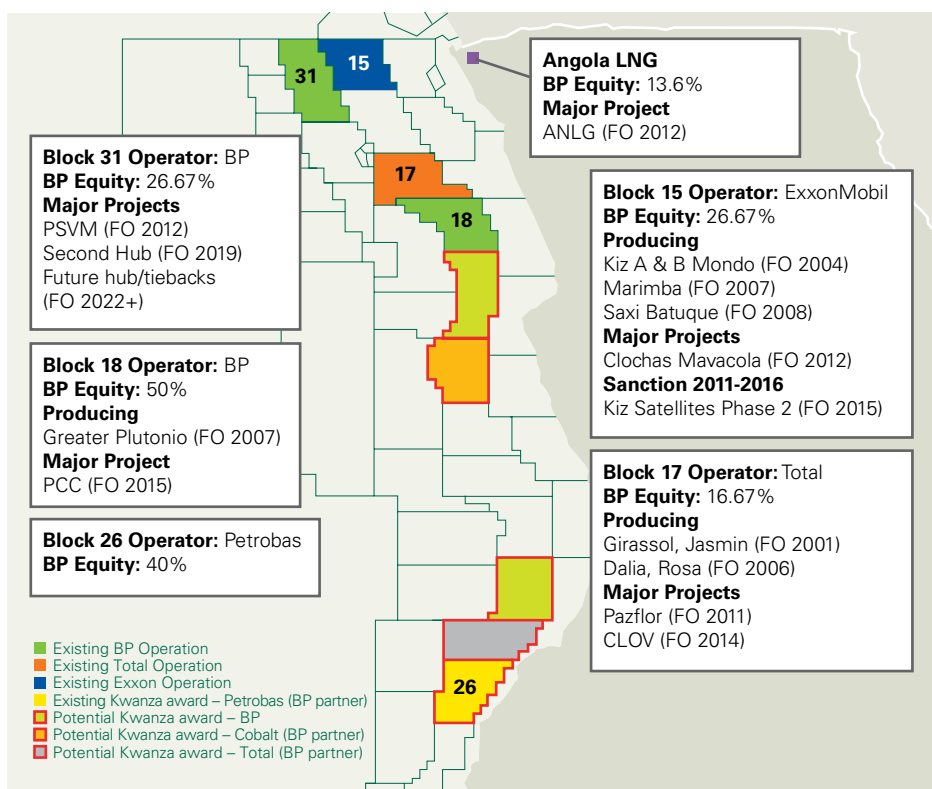 31
15
17
18
26
Angola LNG
BP Equity: 13.6%
Major Project
ANLG (FO 2012)
Block 31 Operator: BP
BP Equity: 26.67%
Major Projects
PSVM (FO 2012)
Second Hub (FO 2019)
Future hub/tiebacks
(FO 2022+)
Block 18 Operator: BP
BP Equity: 50%
Producing
Greater Plutonio (FO 2007)
Major Project
PCC (FO 2015)
Block 26 Operator: Petrobas
BP Equity: 40%
Block 15 Operator: ExxonMobil
BP Equity: 26.67%
Producing
Kiz A & B Mondo (FO 2004)
Marimba (FO 2007)
Saxi Batuque (FO 2008)
Major Projects
Clochas Mavacola (FO 2012)
Sanction 2011-2016
Kiz Satellites Phase 2 (FO 2015)
Block 17 Operator: Total
BP Equity: 16.67%
Producing
Girassol, Jasmin (FO 2001)
Dalia, Rosa (FO 2006)
Major Projects
Pazflor (FO 2011)
CLOV (FO 2014)
Existing BP Operation
Existing Total Operation
Existing Exxon Operation
Existing Kwanza award – Petrobas (BP partner)
Potential Kwanza award – BP
Potential Kwanza award – Cobalt (BP partner)
Potential Kwanza award – Total (BP partner)